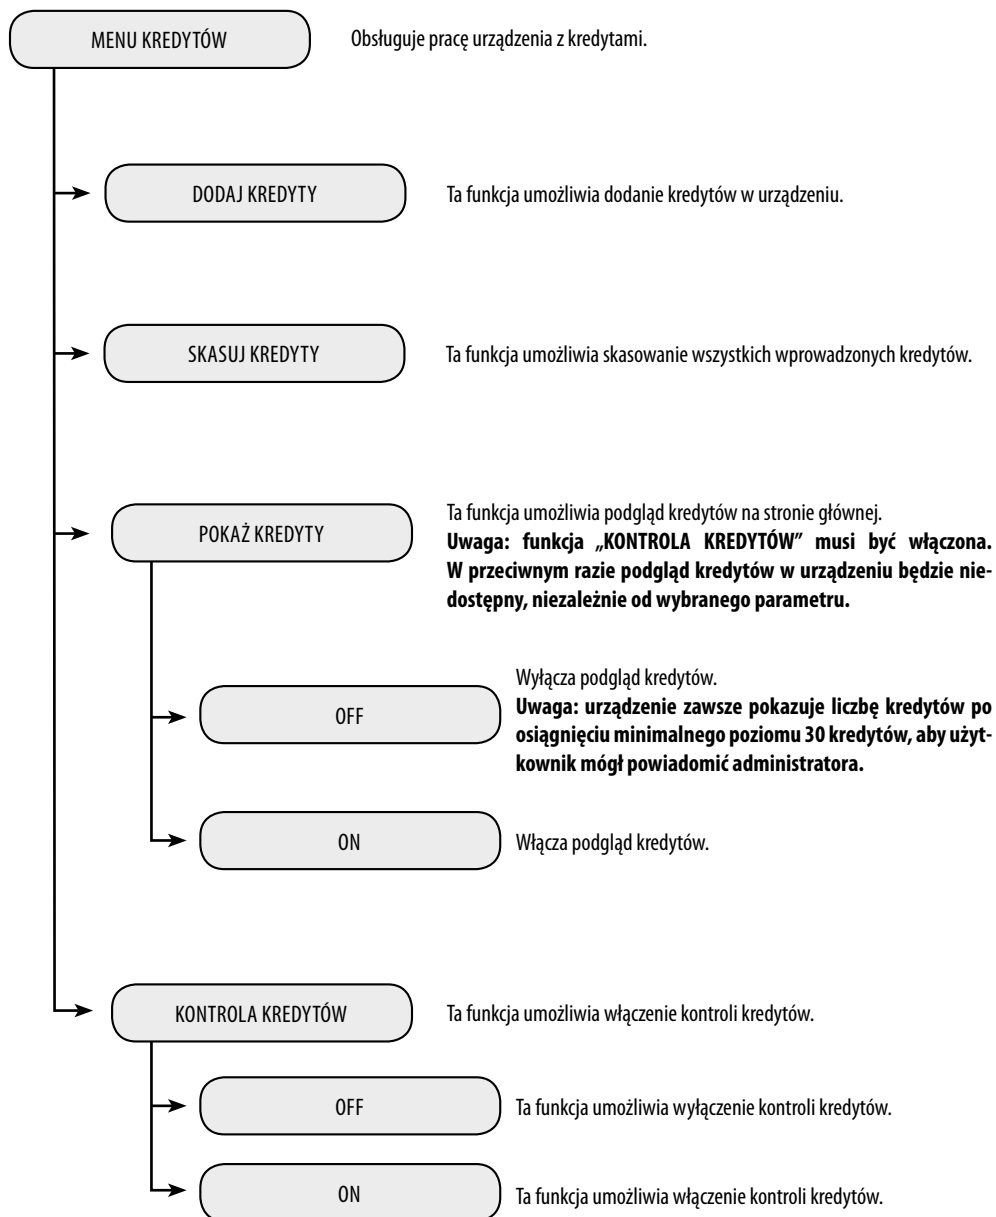 MENU KREDYTÓW
Obsługuje pracę urządzenia z kredytami.
DODAJ KREDYTY
Ta funkcja umożliwia dodanie kredytów w urządzeniu.
SKASUJ KREDYTY
Ta funkcja umożliwia skasowanie wszystkich wprowadzonych kredytów.
POKAŻ KREDYTY
Ta funkcja umożliwia podgląd kredytów na stronie głównej.
Uwaga: funkcja „KONTROLA KREDYTÓW” musi być włączona.
W przeciwnym razie podgląd kredytów w urządzeniu będzie nie-
dostępny, niezależnie od wybranego parametru.
OFF
Wyłącza podgląd kredytów.
Uwaga: urządzenie zawsze pokazuje liczbę kredytów po
osiągnięciu minimalnego poziomu 30 kredytów, aby użyt-
kownik mógł powiadomić administratora.
ON
Włącza podgląd kredytów.
KONTROLA KREDYTÓW
Ta funkcja umożliwia włączenie kontroli kredytów.
OFF
Ta funkcja umożliwia wyłączenie kontroli kredytów.
ON
Ta funkcja umożliwia włączenie kontroli kredytów.